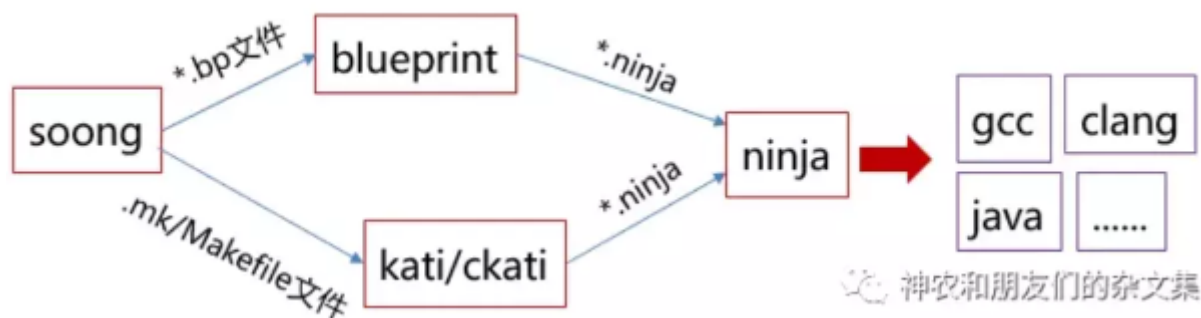 soong
*.bp文件
blueprint
*.ninja
.mk/Makefile文件
kati/ckati
*.ninja
ninja
gcc
clang
java
......
神农和朋友们的杂文集